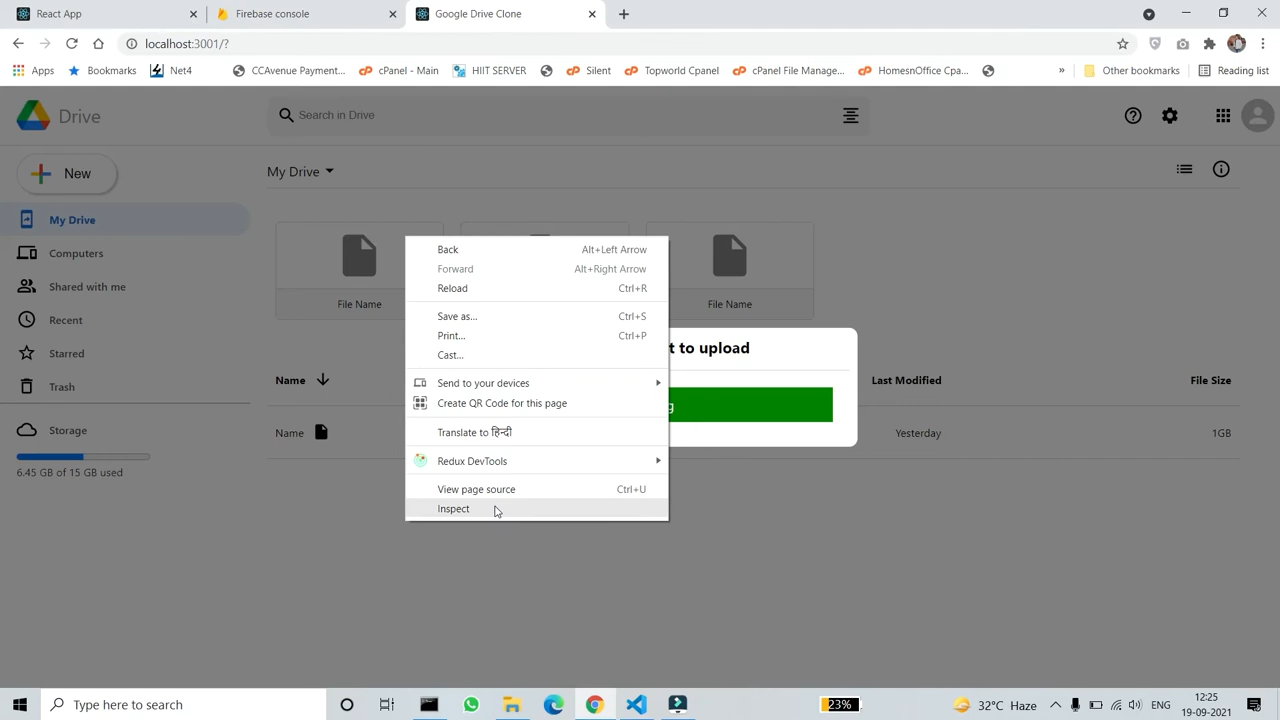 React App
Firebase console
Google Drive Clone
localhost:3001/?
Apps
Bookmarks
Net4
CCAvenue Payment...
cPanel - Main
HIIT SERVER
Silent
Topworld Cpanel
cPanel File Manage...
HomesnOffice Cpa...
»
Other bookmarks
Reading list
Drive
Search in Drive
New
My Drive
My Drive
Computers
Shared with me
Recent
Starred
Trash
Storage
6.45 GB of 15 GB used
File Name
File Name
Back Alt+Left Arrow
Forward Alt+Right Arrow
Reload Ctrl+R
Save as... Ctrl+S
Print... Ctrl+P
Cast...
Send to your devices
Create QR Code for this page
Translate to हिन्दी
Redux DevTools
View page source Ctrl+U
Inspect
t to upload
g
Name
Last Modified
File Size
Name
Yesterday
1GB
Type here to search
23%
32°C Haze
ENG
12:25
19-09-2021